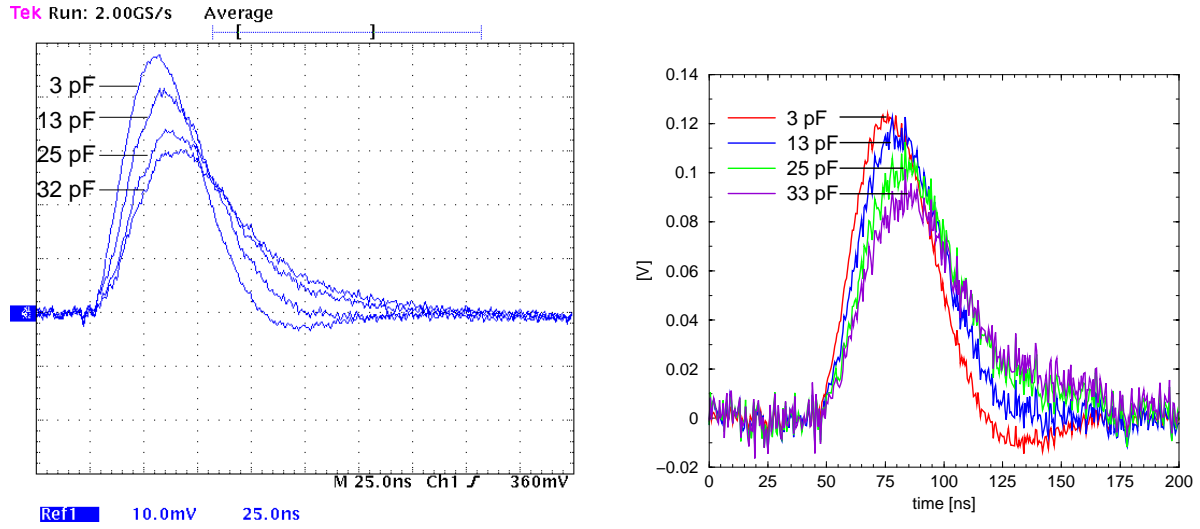 Tek Run: 2.00GS/s Average
[ ]
3 pF
13 pF
25 pF
32 pF
4
M 25.0ns Ch1 360mV
Ref1 10.0mV 25.0ns
0.14
0.12
0.1
0.08
0.06
0.04
0.02
0
−0.02
[V]
3 pF
13 pF
25 pF
33 pF
0 25 50 75 100 125 150 175 200
time [ns]